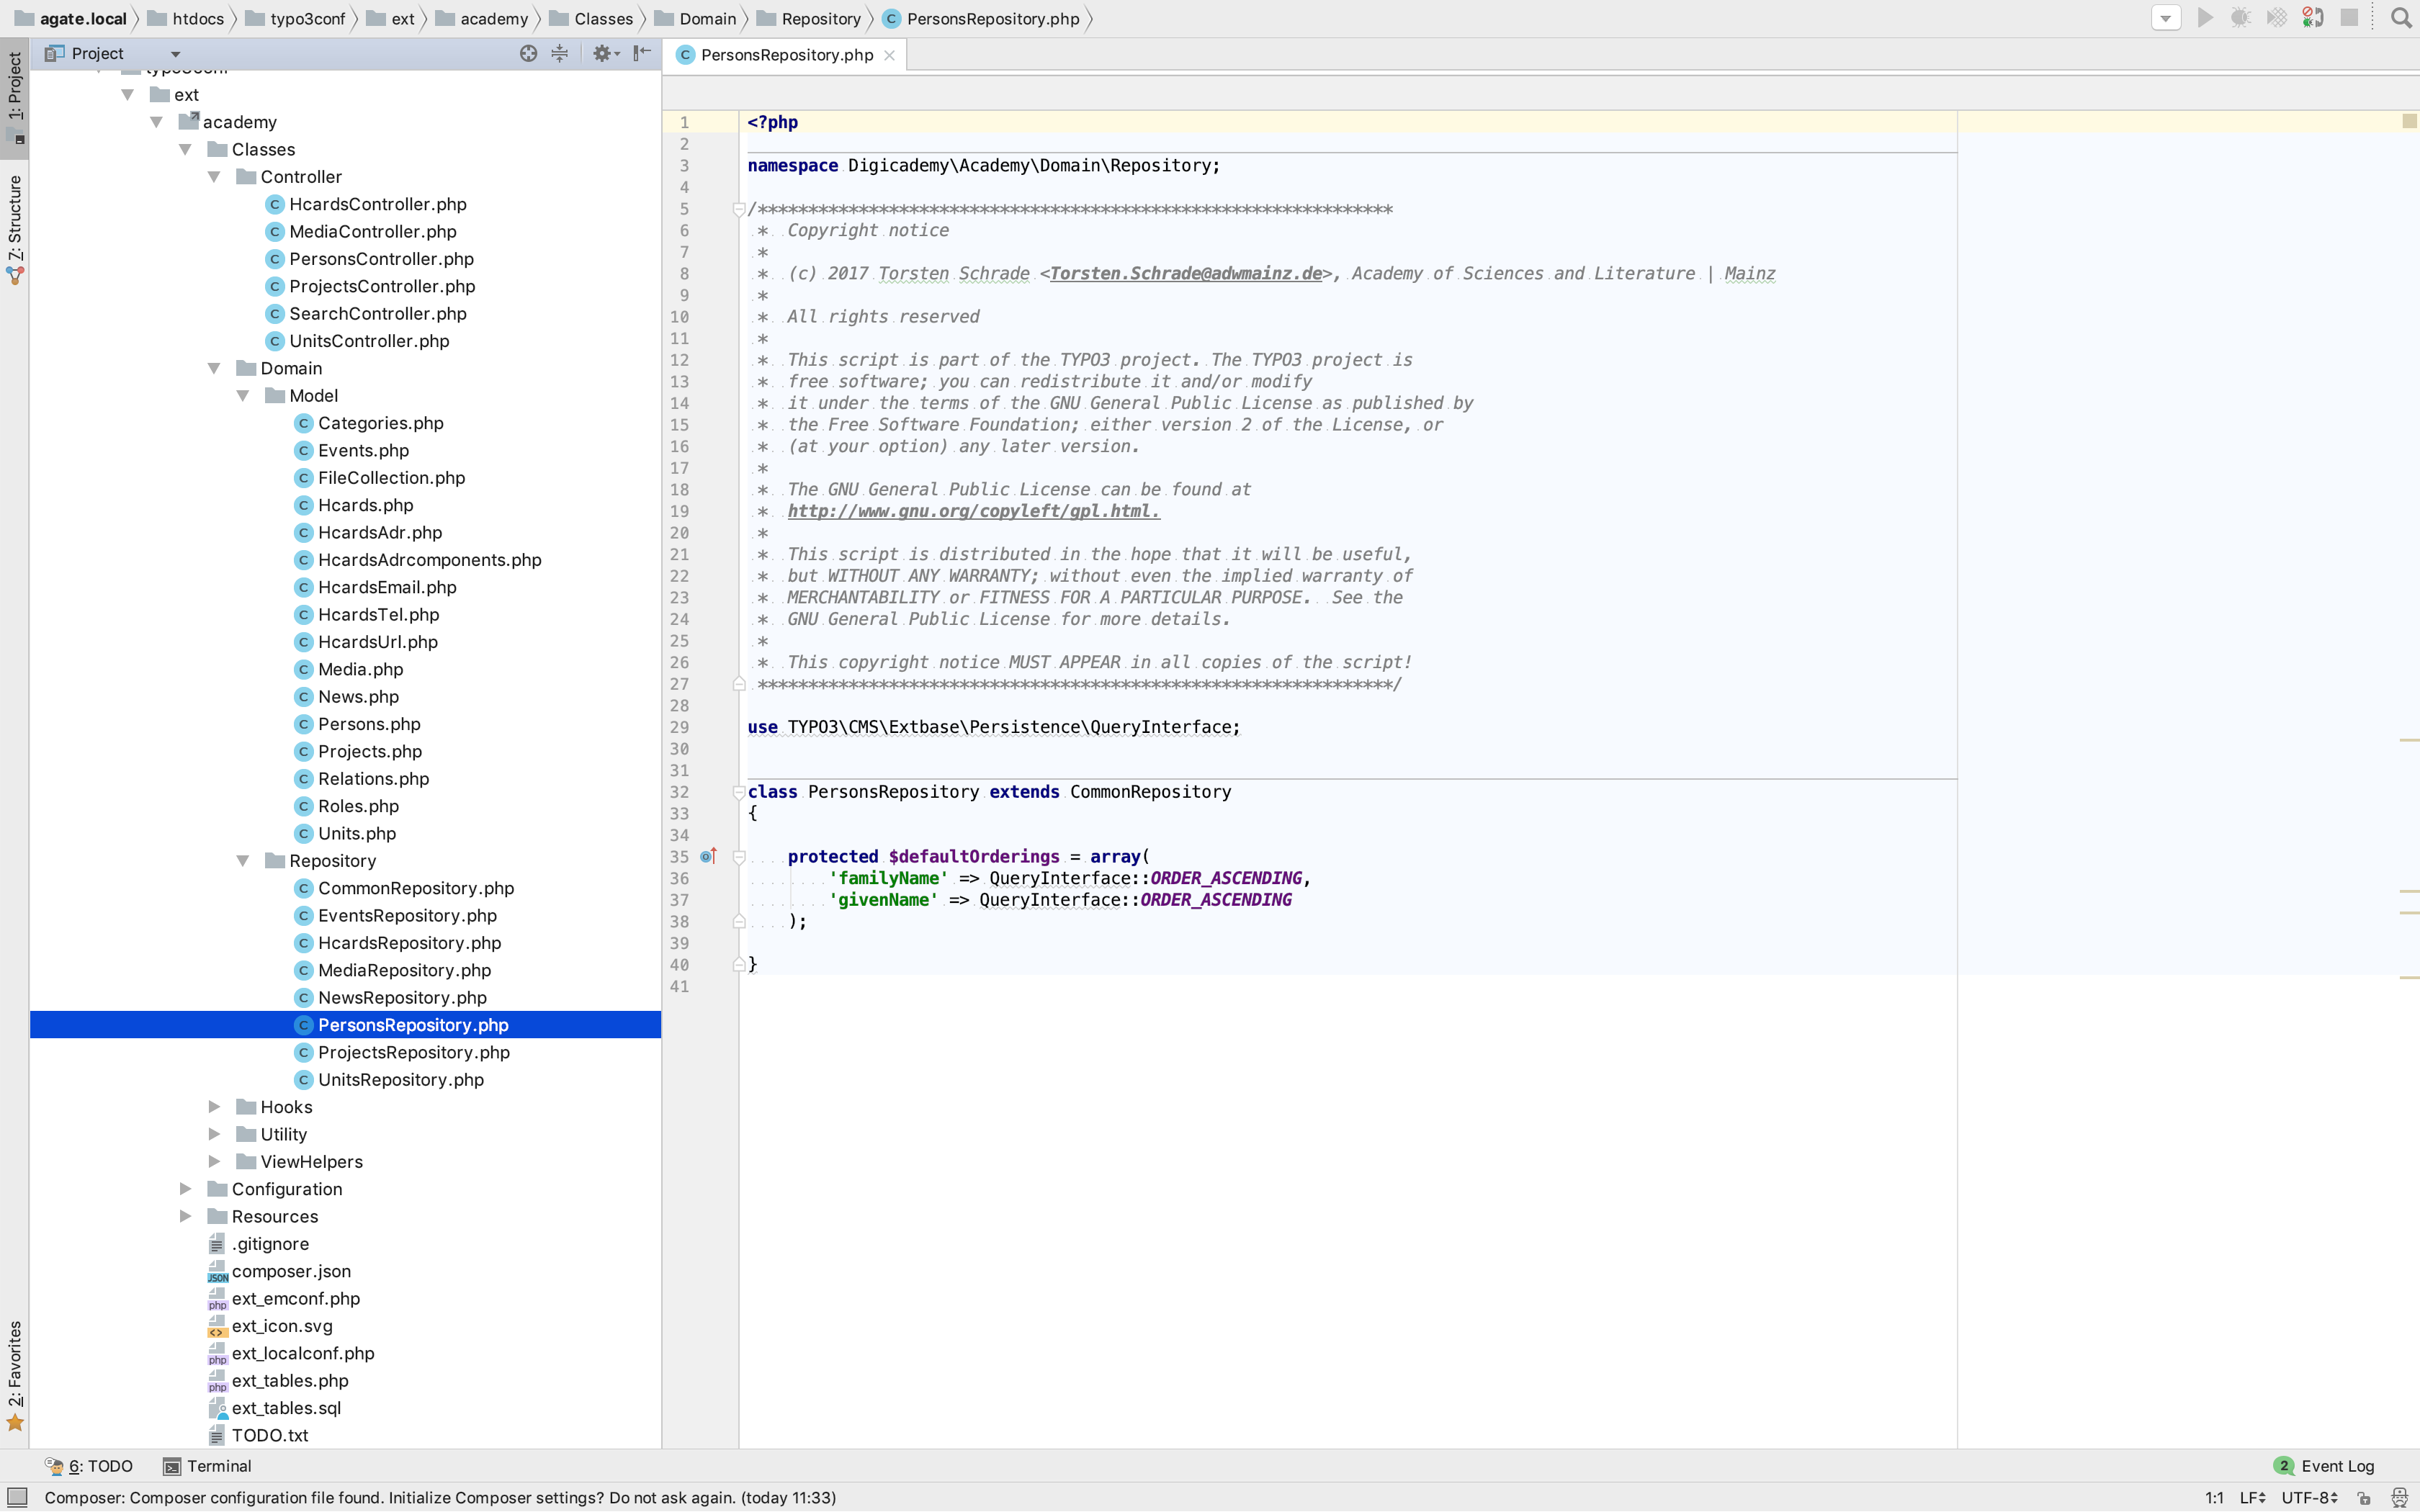 agate.local htdocs typo3conf ext academy Classes Domain Repository PersonsRepository.php
1: Project
7: Structure
2: Favorites
Project
ext
academy
Classes
Controller
HcardsController.php
MediaController.php
PersonsController.php
ProjectsController.php
SearchController.php
UnitsController.php
Domain
Model
Categories.php
Events.php
FileCollection.php
Hcards.php
HcardsAdr.php
HcardsAdrcomponents.php
HcardsEmail.php
HcardsTel.php
HcardsUrl.php
Media.php
News.php
Persons.php
Projects.php
Relations.php
Roles.php
Units.php
Repository
CommonRepository.php
EventsRepository.php
HcardsRepository.php
MediaRepository.php
NewsRepository.php
PersonsRepository.php
ProjectsRepository.php
UnitsRepository.php
Hooks
Utility
ViewHelpers
Configuration
Resources
.gitignore
composer.json
ext_emconf.php
ext_icon.svg
ext_localconf.php
ext_tables.php
ext_tables.sql
TODO.txt
PersonsRepository.php
1 <?php
2
3 namespace Digicademy\Academy\Domain\Repository;
4
5 /***************************************************************
6 * Copyright notice
7 *
8 * (c) 2017 Torsten Schrade <Torsten.Schrade@adwmainz.de>, Academy of Sciences and Literature | Mainz
9 *
10 * All rights reserved
11 *
12 * This script is part of the TYPO3 project. The TYPO3 project is
13 * free software; you can redistribute it and/or modify
14 * it under the terms of the GNU General Public License as published by
15 * the Free Software Foundation; either version 2 of the License, or
16 * (at your option) any later version.
17 *
18 * The GNU General Public License can be found at
19 * http://www.gnu.org/copyleft/gpl.html.
20 *
21 * This script is distributed in the hope that it will be useful,
22 * but WITHOUT ANY WARRANTY; without even the implied warranty of
23 * MERCHANTABILITY or FITNESS FOR A PARTICULAR PURPOSE. See the
24 * GNU General Public License for more details.
25 *
26 * This copyright notice MUST APPEAR in all copies of the script!
27 ***************************************************************/
28
29 use TYPO3\CMS\Extbase\Persistence\QueryInterface;
30
31
32 class PersonsRepository extends CommonRepository
33 {
34
35 protected $defaultOrderings = array(
36 'familyName' => QueryInterface::ORDER_ASCENDING,
37 'givenName' => QueryInterface::ORDER_ASCENDING
38 );
39
40 }
41
6: TODO Terminal 2 Event Log
Composer: Composer configuration file found. Initialize Composer settings? Do not ask again. (today 11:33) 1:1 LF UTF-8